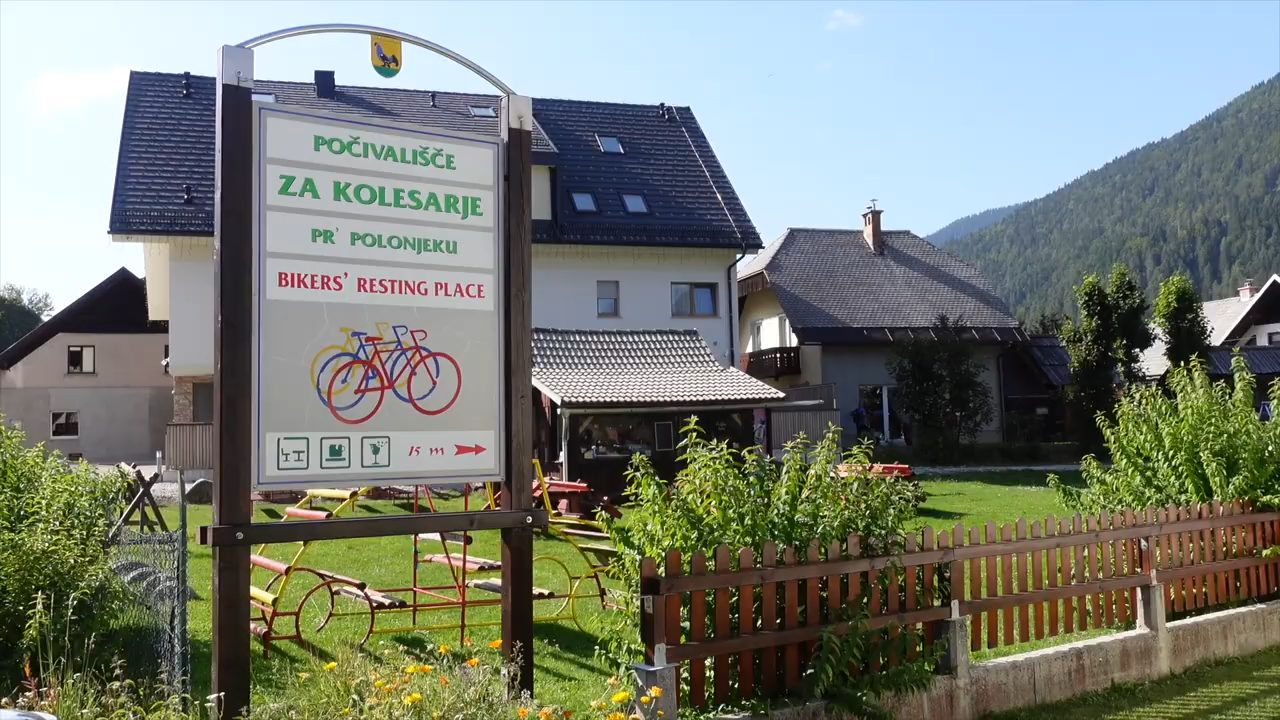 POČIVALIŠČE
ZA KOLESARJE
PR' POLONJEKU
BIKERS' RESTING PLACE
15 m